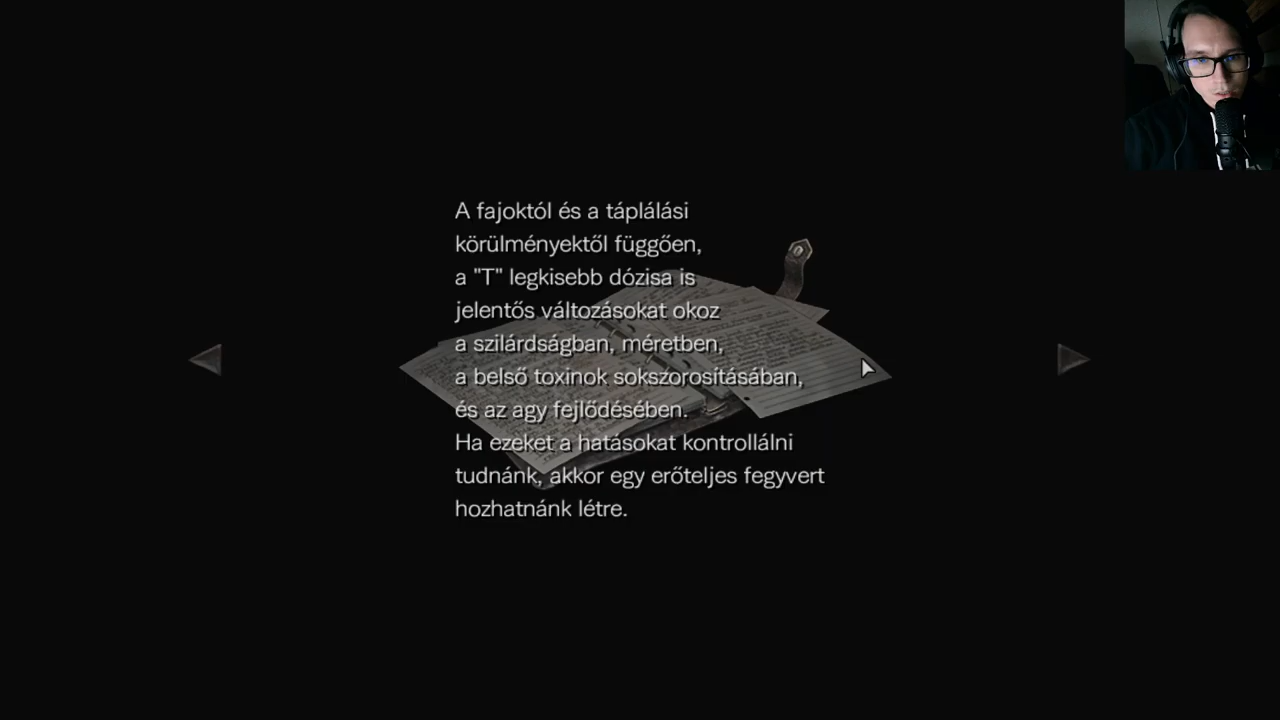 A fajoktól és a táplálási
körülményektől függően,
a "T" legkisebb dózisa is
jelentős változásokat okoz
a szilárdságban, méretben,
a belső toxinok sokszorosításában,
és az agy fejlődésében.
Ha ezeket a hatásokat kontrollálni
tudnánk, akkor egy erőteljes fegyvert
hozhatnánk létre.